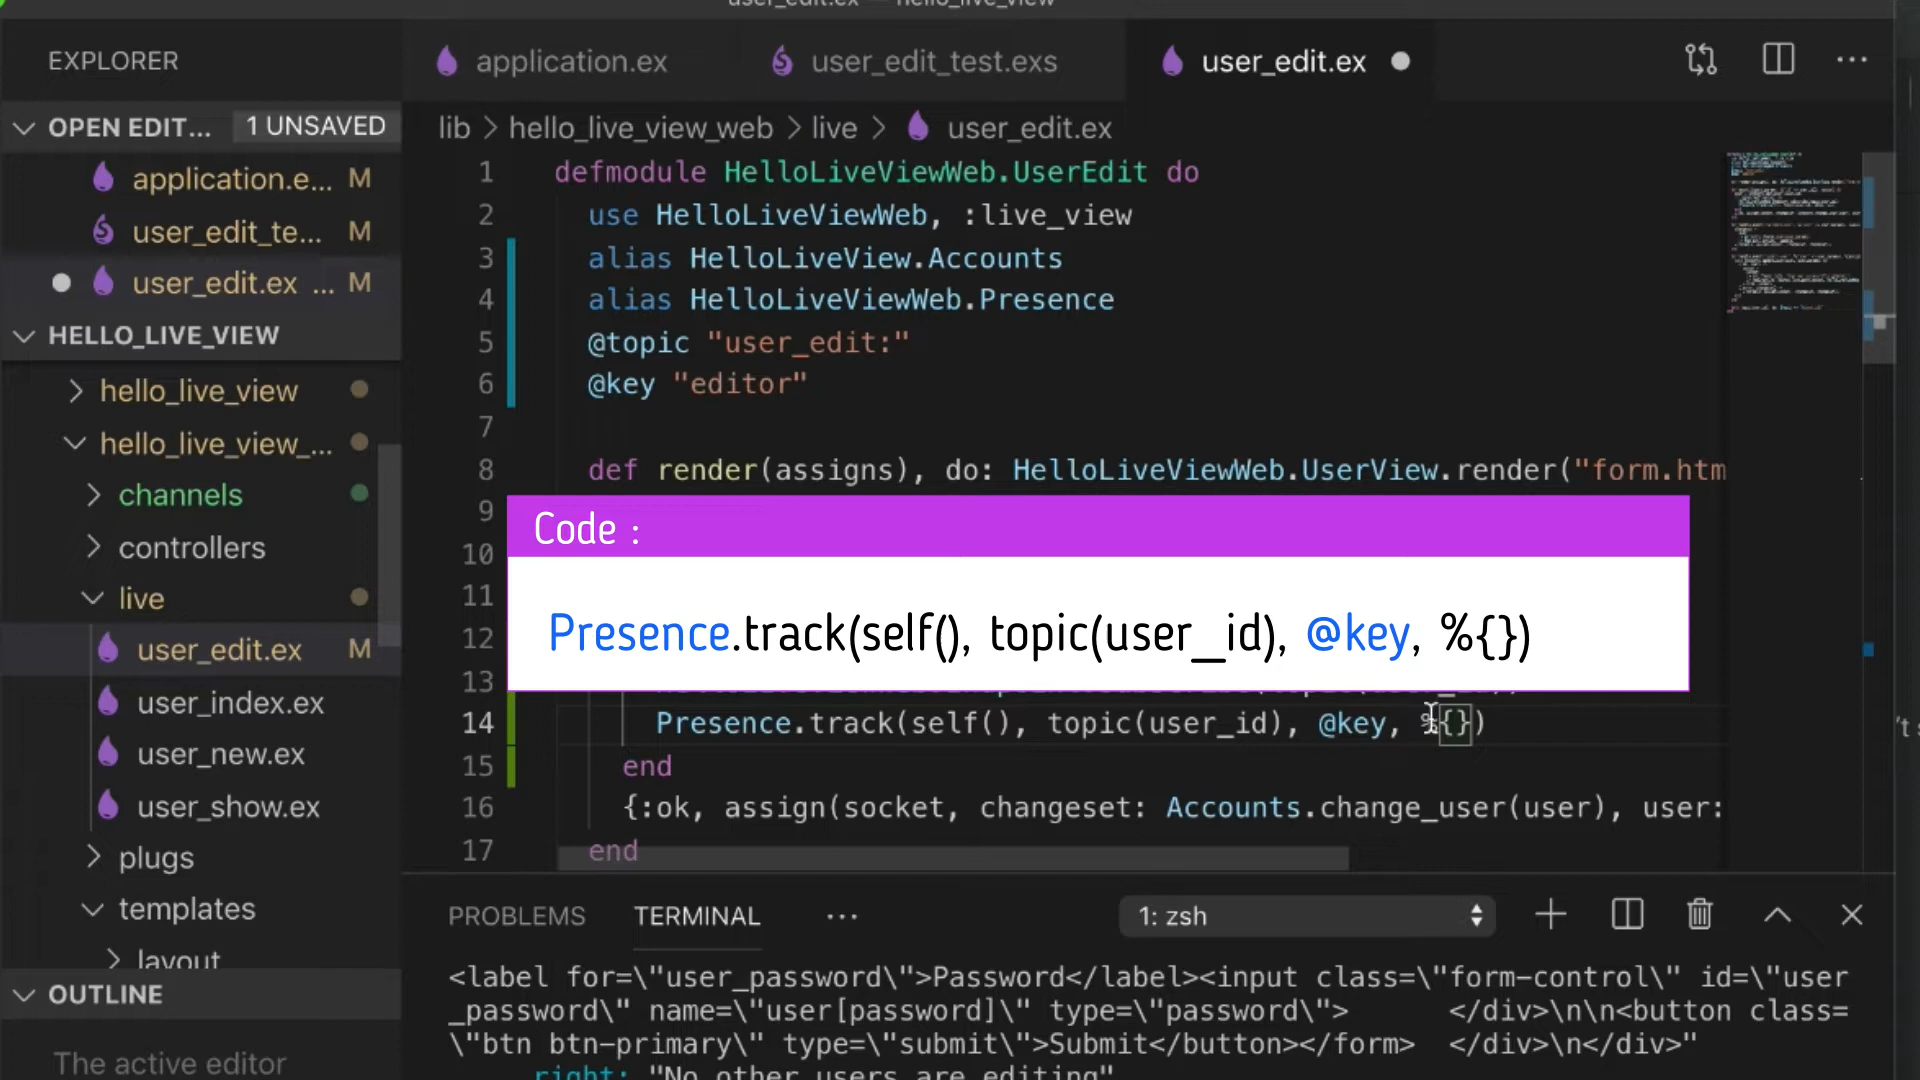 EXPLORER
OPEN EDIT... 1 UNSAVED
application.e... M
user_edit_te... M
user_edit.ex ... M
HELLO_LIVE_VIEW
hello_live_view
hello_live_view_...
channels
controllers
live
user_edit.ex M
user_index.ex
user_new.ex
user_show.ex
plugs
templates
layout
OUTLINE
The active editor
user_edit.ex — hello_live_view
application.ex user_edit_test.exs user_edit.ex
lib > hello_live_view_web > live > user_edit.ex
1 defmodule HelloLiveViewWeb.UserEdit do
2 use HelloLiveViewWeb, :live_view
3 alias HelloLiveView.Accounts
4 alias HelloLiveViewWeb.Presence
5 @topic "user_edit:"
6 @key "editor"
7
8 def render(assigns), do: HelloLiveViewWeb.UserView.render("form.htm
9
Code :
10
11
Presence.track(self(), topic(user_id), @key, %{})
12
13
14 Presence.track(self(), topic(user_id), @key, %{})
15 end
16 {:ok, assign(socket, changeset: Accounts.change_user(user), user:
17 end
PROBLEMS TERMINAL ... 1: zsh
<label for=\"user_password\">Password</label><input class=\"form-control\" id=\"user
_password\" name=\"user[password]\" type=\"password\"> </div>\n\n<button class=
\"btn btn-primary\" type=\"submit\">Submit</button></form> </div>\n</div>"
right: "No other users are editing"